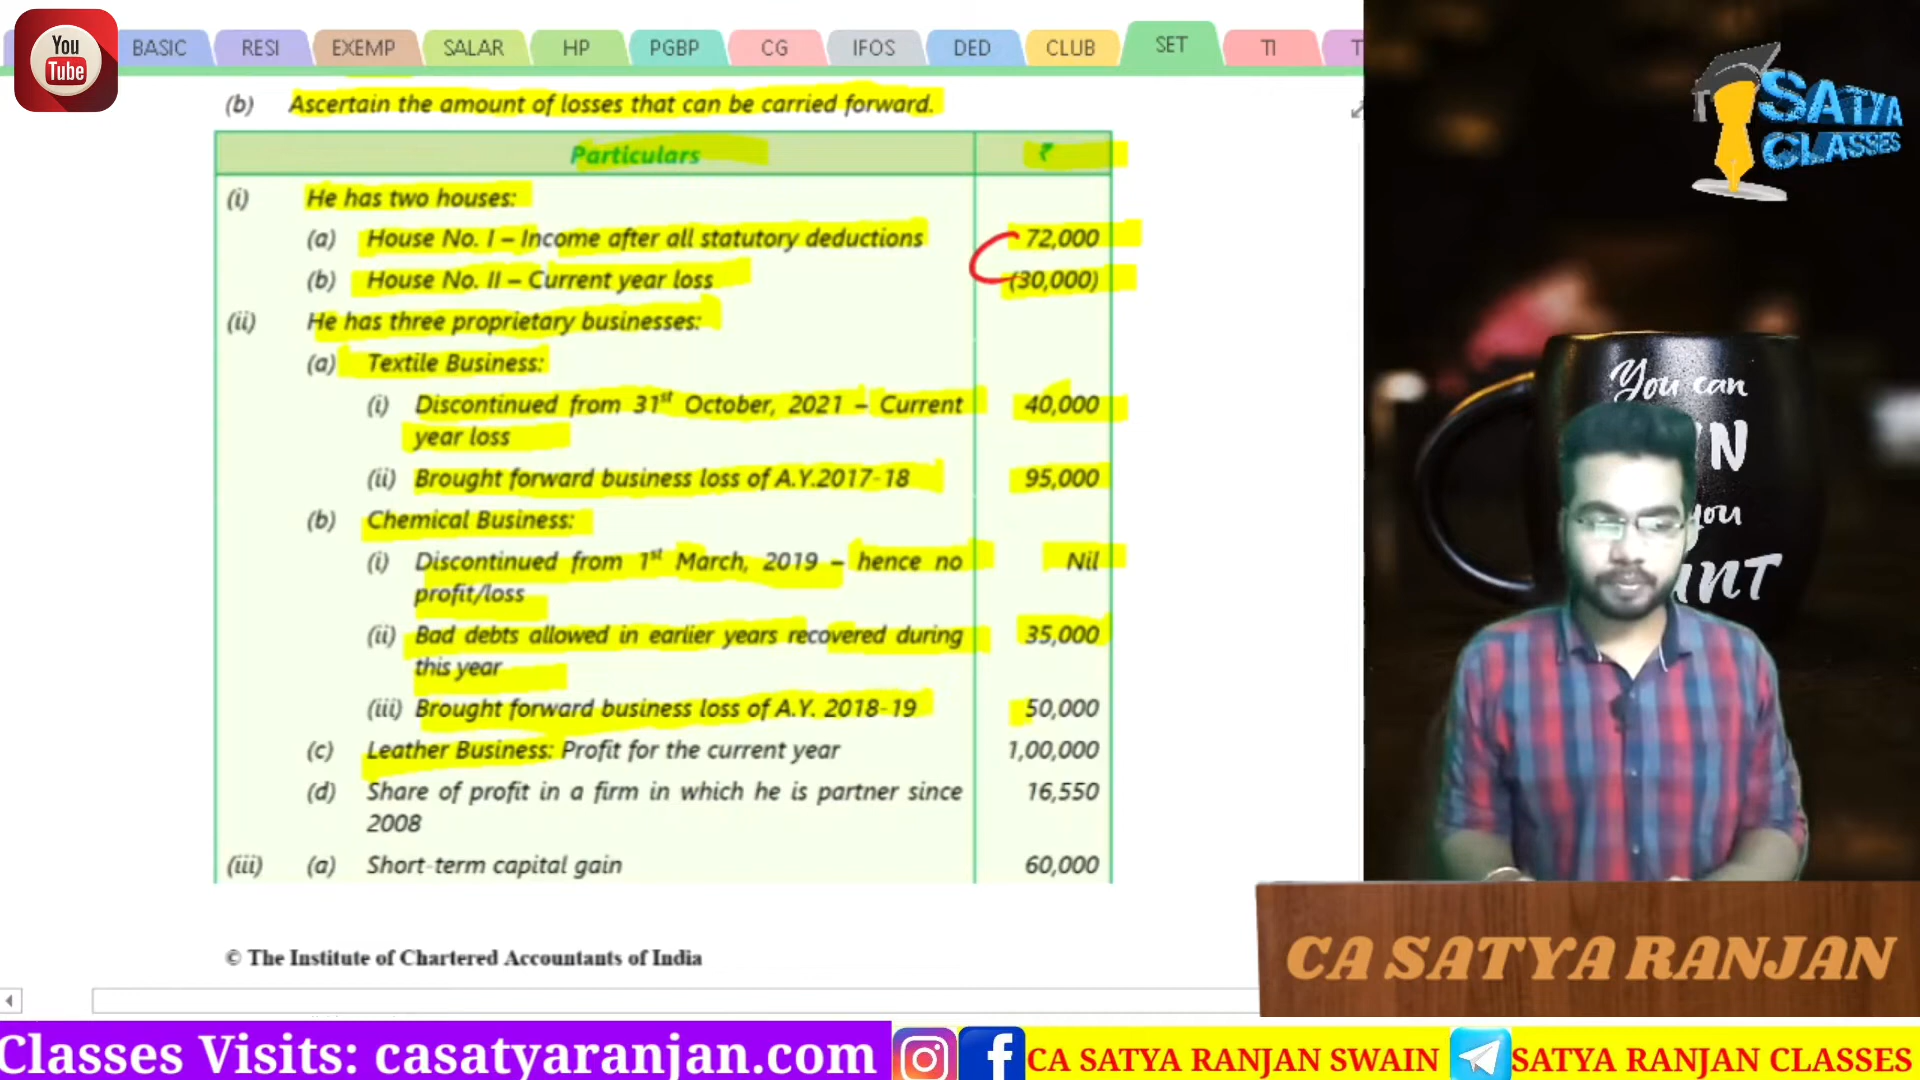 You
Tube
BASIC RESI EXEMP SALAR HP PGBP CG IFOS DED CLUB SET TI T
(b) Ascertain the amount of losses that can be carried forward.
Particulars ₹
(i) He has two houses:
(a) House No. I – Income after all statutory deductions 72,000
(b) House No. II – Current year loss (30,000)
(ii) He has three proprietary businesses:
(a) Textile Business:
(i) Discontinued from 31st October, 2021 – Current 40,000
year loss
(ii) Brought forward business loss of A.Y.2017-18 95,000
(b) Chemical Business:
(i) Discontinued from 1st March, 2019 – hence no Nil
profit/loss
(ii) Bad debts allowed in earlier years recovered during 35,000
this year
(iii) Brought forward business loss of A.Y. 2018-19 50,000
(c) Leather Business: Profit for the current year 1,00,000
(d) Share of profit in a firm in which he is partner since 16,550
2008
(iii) (a) Short-term capital gain 60,000
© The Institute of Chartered Accountants of India
SATYA
CLASSES
You can
you
CA SATYA RANJAN
Classes Visits: casatyaranjan.com
CA SATYA RANJAN SWAIN
SATYA RANJAN CLASSES